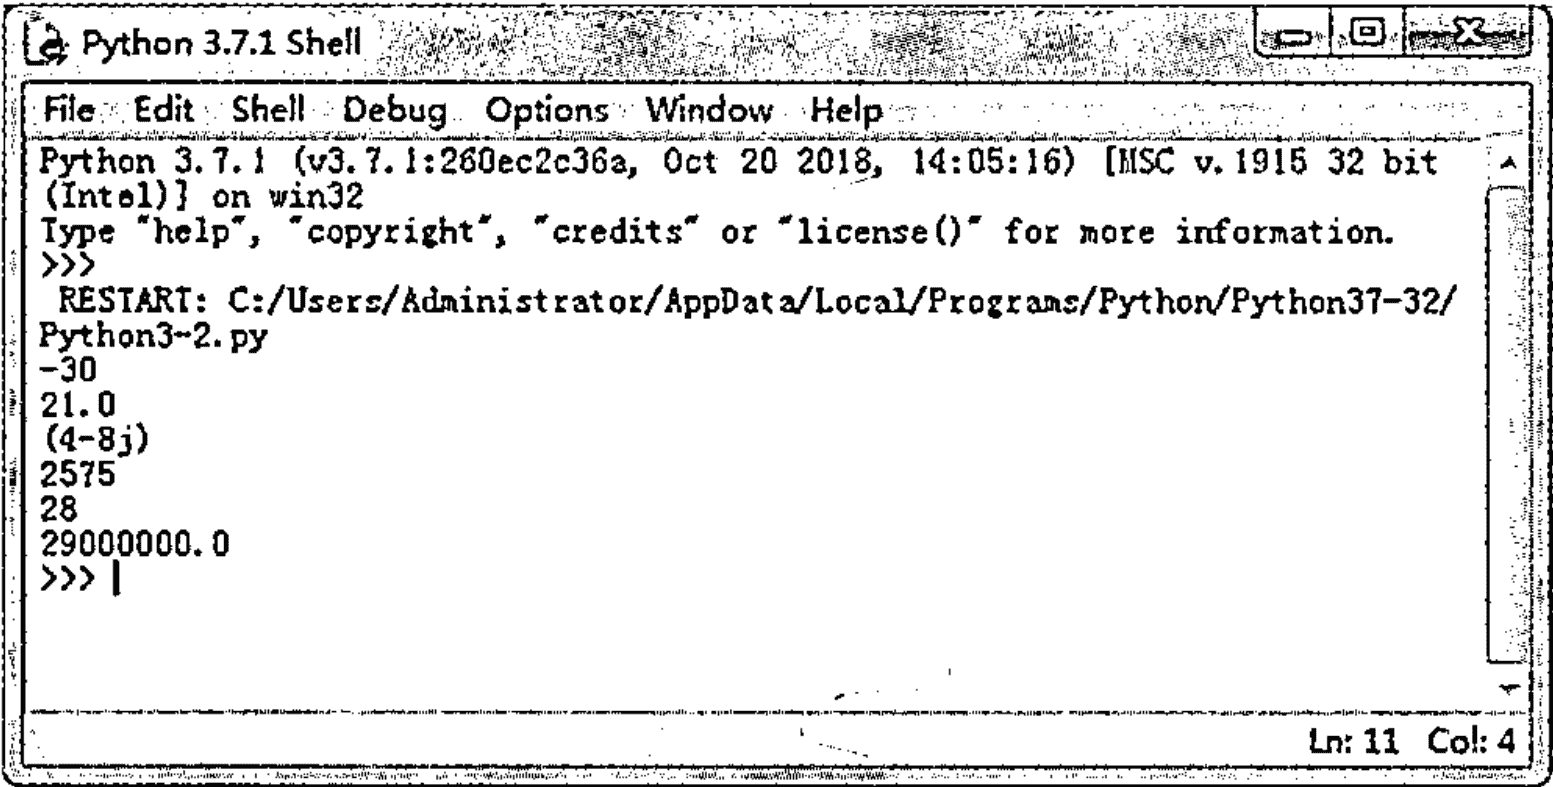 Python 3.7.1 Shell
File Edit Shell Debug Options Window Help
Python 3.7.1 (v3.7.1:260ec2c36a, Oct 20 2018, 14:05:16) [MSC v.1915 32 bit
(Intel)] on win32
Type "help", "copyright", "credits" or "license()" for more information.
>>>
RESTART: C:/Users/Administrator/AppData/Local/Programs/Python/Python37-32/
Python3-2.py
-30
21.0
(4-8j)
2575
28
29000000.0
>>>
Ln: 11 Col: 4